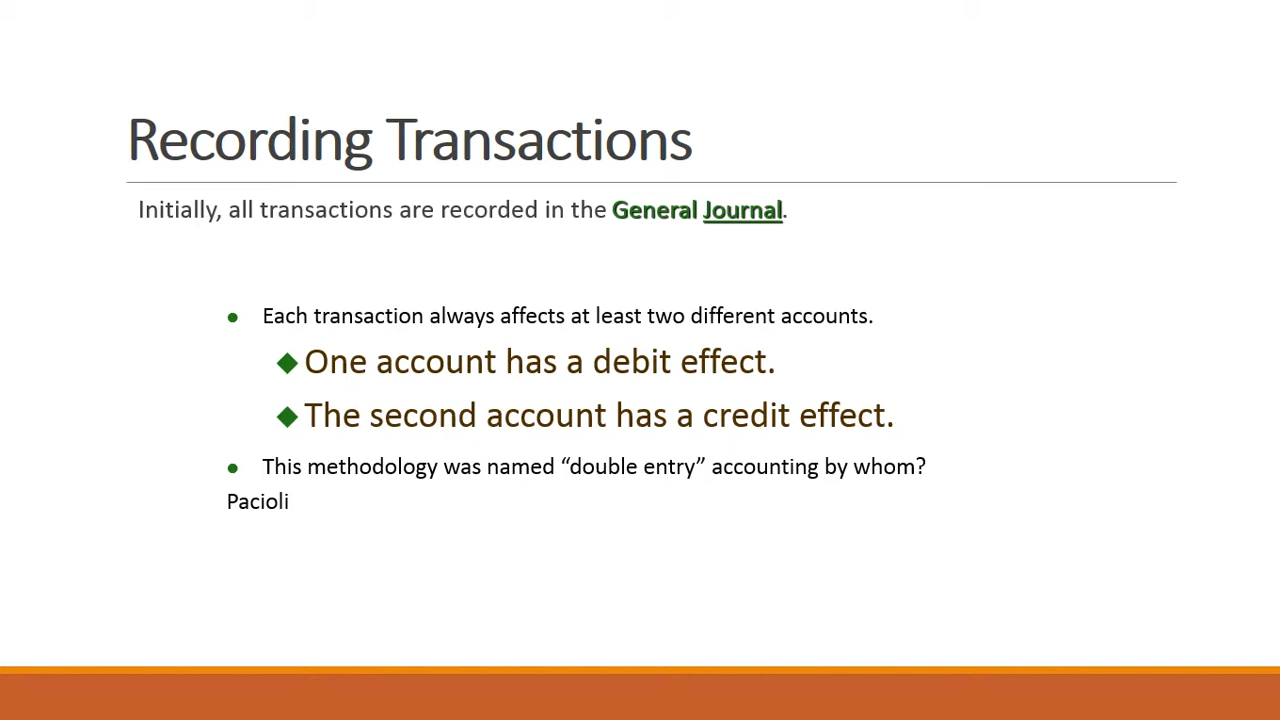 Recording Transactions
Initially, all transactions are recorded in the General Journal.
Each transaction always affects at least two different accounts.
One account has a debit effect.
The second account has a credit effect.
This methodology was named “double entry” accounting by whom?
Pacioli